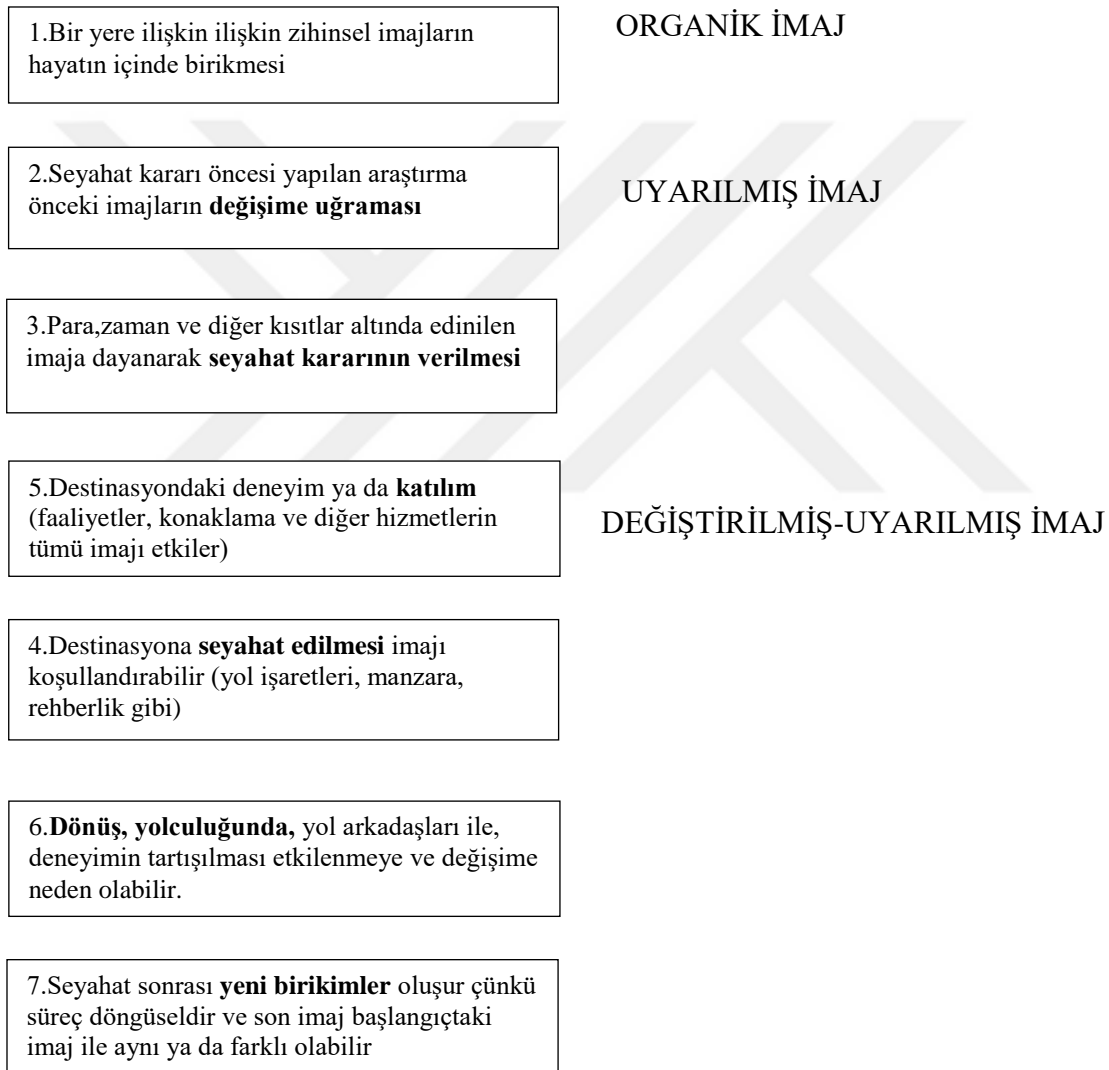 1.Bir yere ilişkin ilişkin zihinsel imajların
hayatın içinde birikmesi
ORGANİK İMAJ
2.Seyahat kararı öncesi yapılan araştırma
önceki imajların değişime uğraması
UYARILMIŞ İMAJ
3.Para,zaman ve diğer kısıtlar altında edinilen
imaja dayanarak seyahat kararının verilmesi
5.Destinasyondaki deneyim ya da katılım
(faaliyetler, konaklama ve diğer hizmetlerin
tümü imajı etkiler)
DEĞİŞTİRİLMİŞ-UYARILMIŞ İMAJ
4.Destinasyona seyahat edilmesi imajı
koşullandırabilir (yol işaretleri, manzara,
rehberlik gibi)
6.Dönüş, yolculuğunda, yol arkadaşları ile,
deneyimin tartışılması etkilenmeye ve değişime
neden olabilir.
7.Seyahat sonrası yeni birikimler oluşur çünkü
süreç döngüseldir ve son imaj başlangıçtaki
imaj ile aynı ya da farklı olabilir